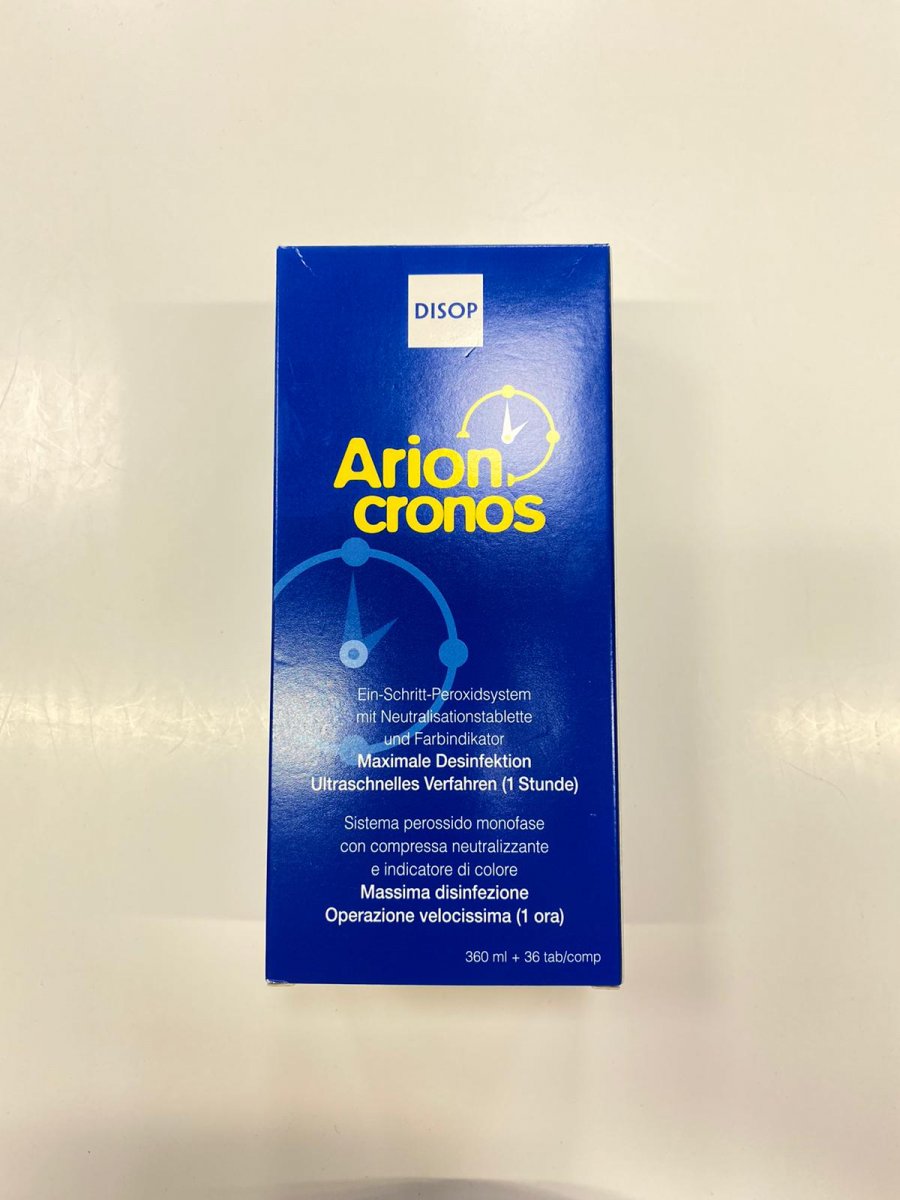 DISOP
Arion
cronos
Ein-Schritt-Peroxidsystem
mit Neutralisationstablette
und Farbindikator
Maximale Desinfektion
Ultraschnelles Verfahren (1 Stunde)
Sistema perossido monofase
con compressa neutralizzante
e indicatore di colore
Massima disinfezione
Operazione velocissima (1 ora)
360 ml + 36 tab/comp